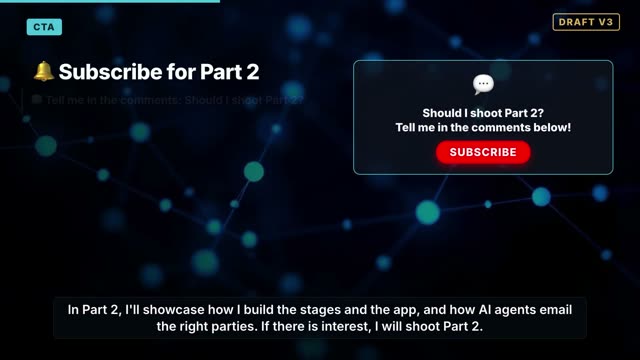 CTA
DRAFT V3
🔔 Subscribe for Part 2
💬 Tell me in the comments: Should I shoot Part 2?
💬
Should I shoot Part 2?
Tell me in the comments below!
SUBSCRIBE
In Part 2, I'll showcase how I build the stages and the app, and how AI agents email
the right parties. If there is interest, I will shoot Part 2.